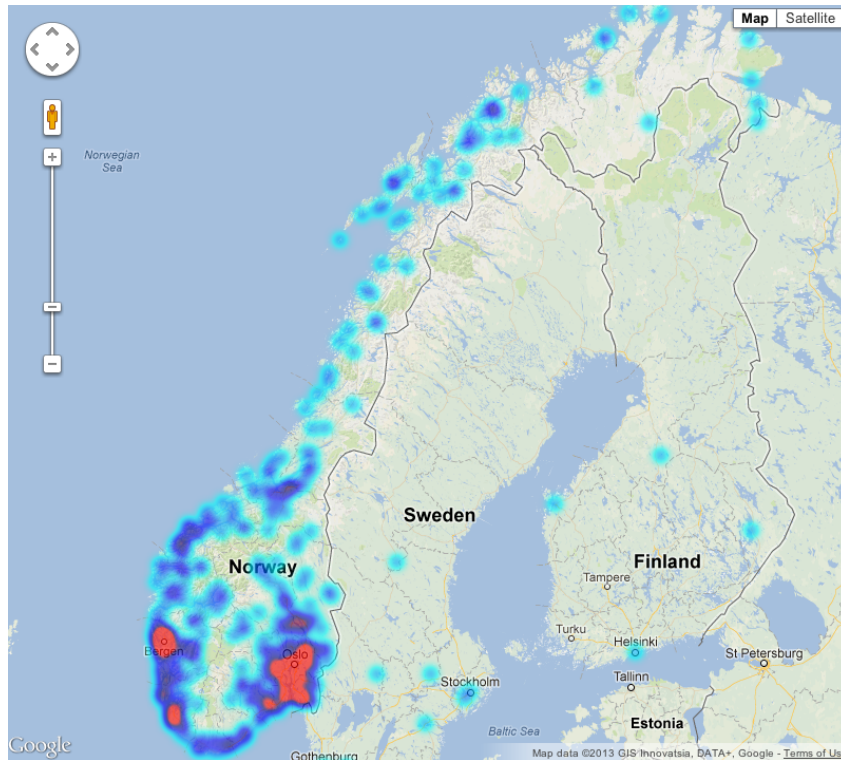 Map Satellite
Norwegian
Sea
Sweden
Norway
Finland
Tampere
Bergen
Oslo
Turku
Helsinki
St Petersburg
Stockholm
Tallinn
Baltic Sea
Estonia
Gothenburg
Google
Map data ©2013 GIS Innovatsia, DATA+, Google - Terms of Us